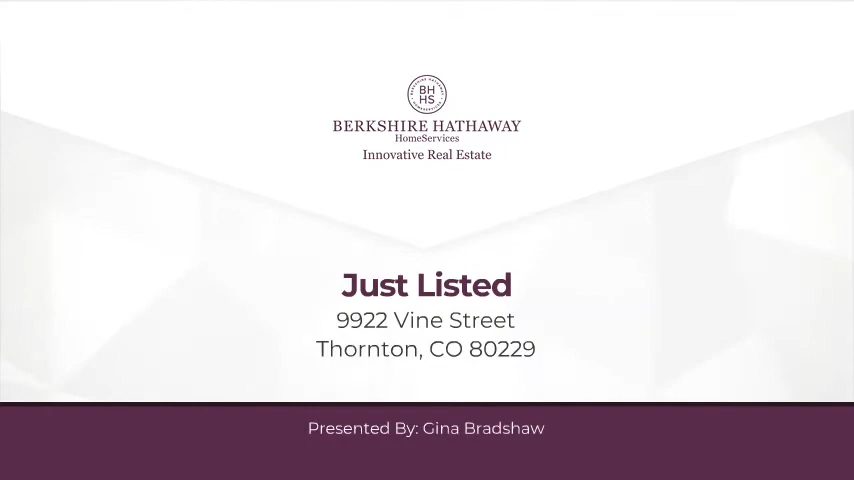 BH
HS
BERKSHIRE HATHAWAY
HomeServices
Innovative Real Estate
Just Listed
9922 Vine Street
Thornton, CO 80229
Presented By: Gina Bradshaw